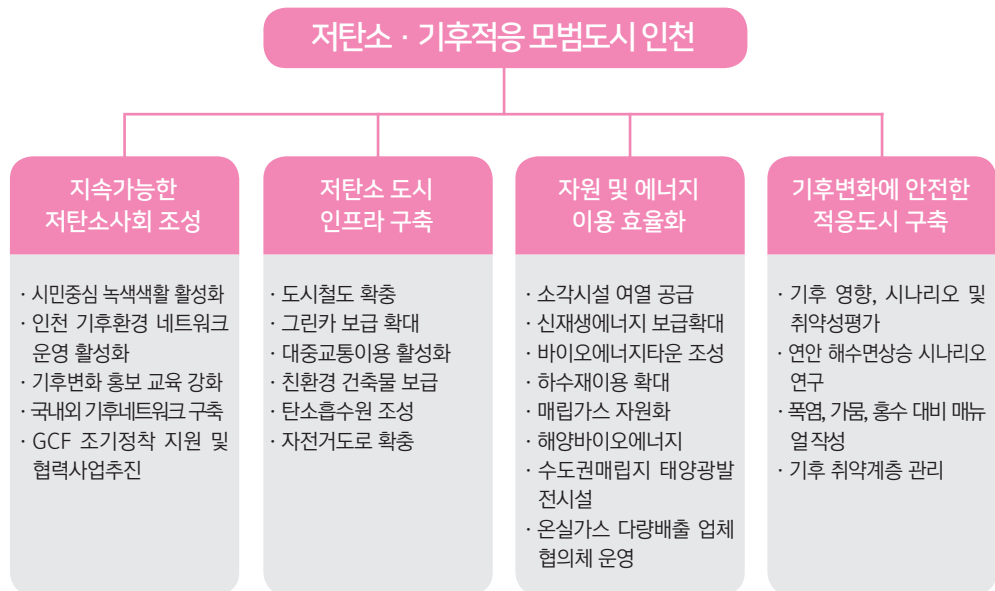 저탄소 · 기후적응 모범도시 인천
지속가능한
저탄소사회 조성
· 시민중심 녹색색활 활성화
· 인천 기후환경 네트워크
운영 활성화
· 기후변화 홍보 교육 강화
· 국내외 기후네트워크 구축
· GCF 조기정착 지원 및
협력사업추진
저탄소 도시
인프라 구축
· 도시철도 확충
· 그린카 보급 확대
· 대중교통이용 활성화
· 친환경 건축물 보급
· 탄소흡수원 조성
· 자전거도로 확충
자원 및 에너지
이용 효율화
· 소각시설 여열 공급
· 신재생에너지 보급확대
· 바이오에너지타운 조성
· 하수재이용 확대
· 매립가스 자원화
· 해양바이오에너지
· 수도권매립지 태양광발
전시설
· 온실가스 다량배출 업체
협의체 운영
기후변화에 안전한
적응도시 구축
· 기후 영향, 시나리오 및
취약성평가
· 연안 해수면상승 시나리오
연구
· 폭염, 가뭄, 홍수 대비 매뉴
얼작성
· 기후 취약계층 관리